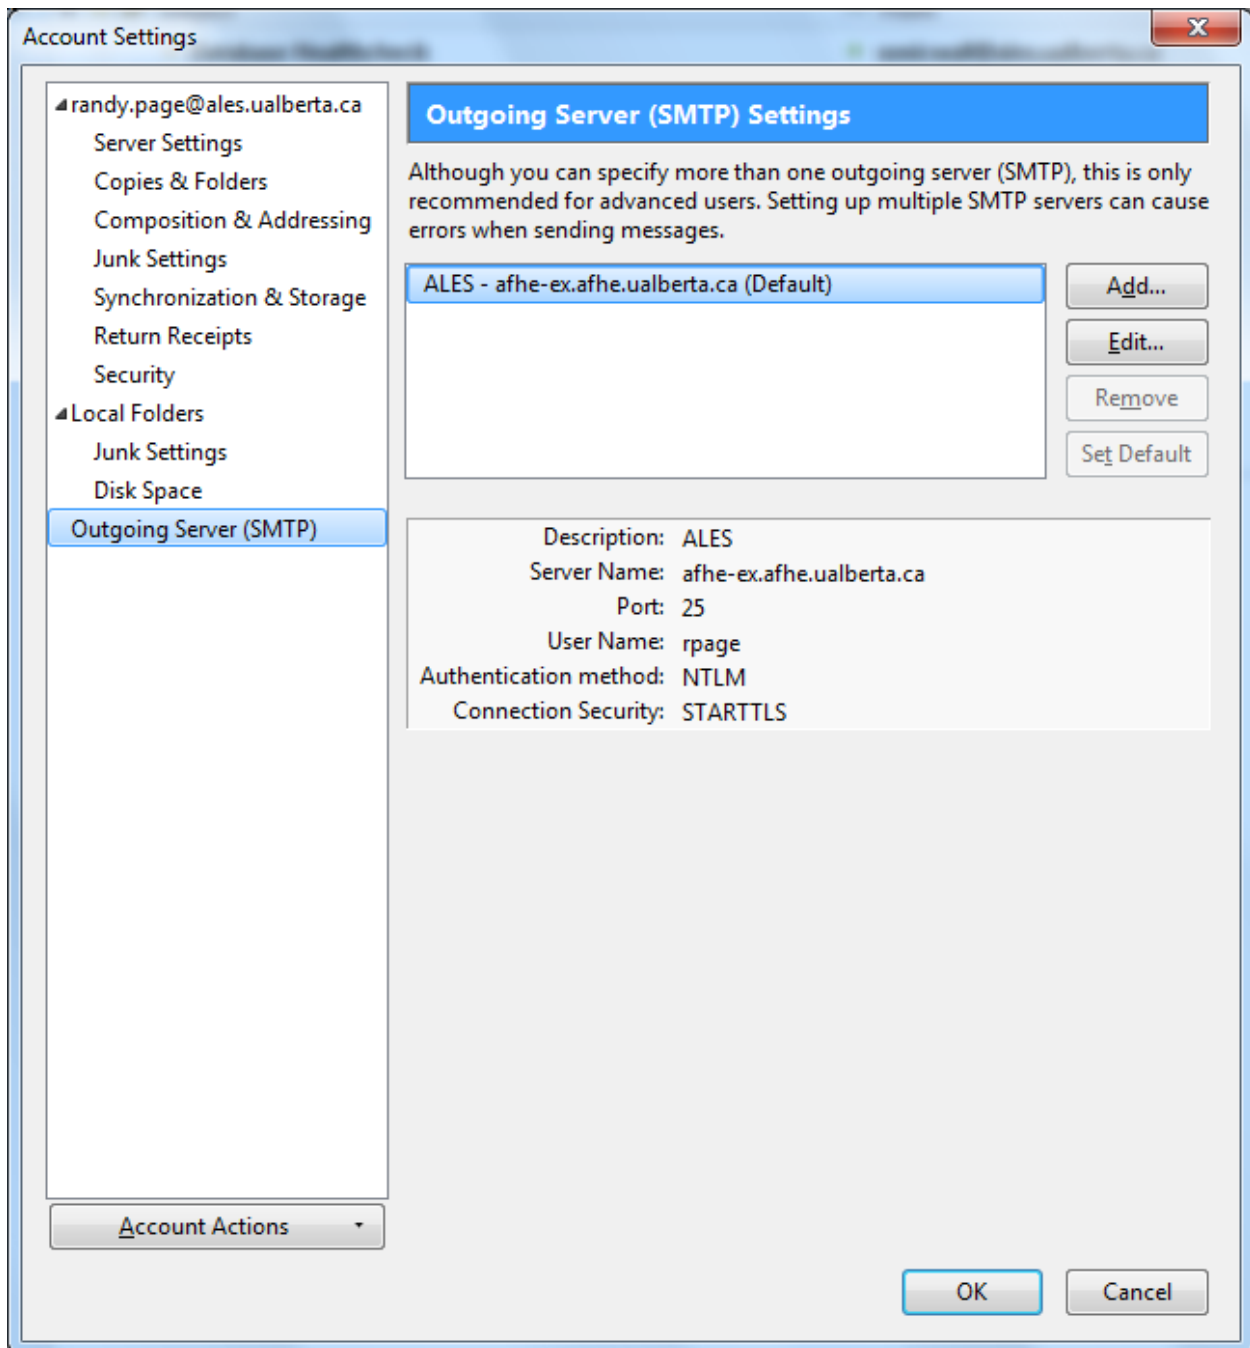 Account Settings
randy.page@ales.ualberta.ca
Server Settings
Copies & Folders
Composition & Addressing
Junk Settings
Synchronization & Storage
Return Receipts
Security
Local Folders
Junk Settings
Disk Space
Outgoing Server (SMTP)
Account Actions
Outgoing Server (SMTP) Settings
Although you can specify more than one outgoing server (SMTP), this is only
recommended for advanced users. Setting up multiple SMTP servers can cause
errors when sending messages.
ALES - afhe-ex.afhe.ualberta.ca (Default)
Add...
Edit...
Remove
Set Default
Description: ALES
Server Name: afhe-ex.afhe.ualberta.ca
Port: 25
User Name: rpage
Authentication method: NTLM
Connection Security: STARTTLS
OK
Cancel